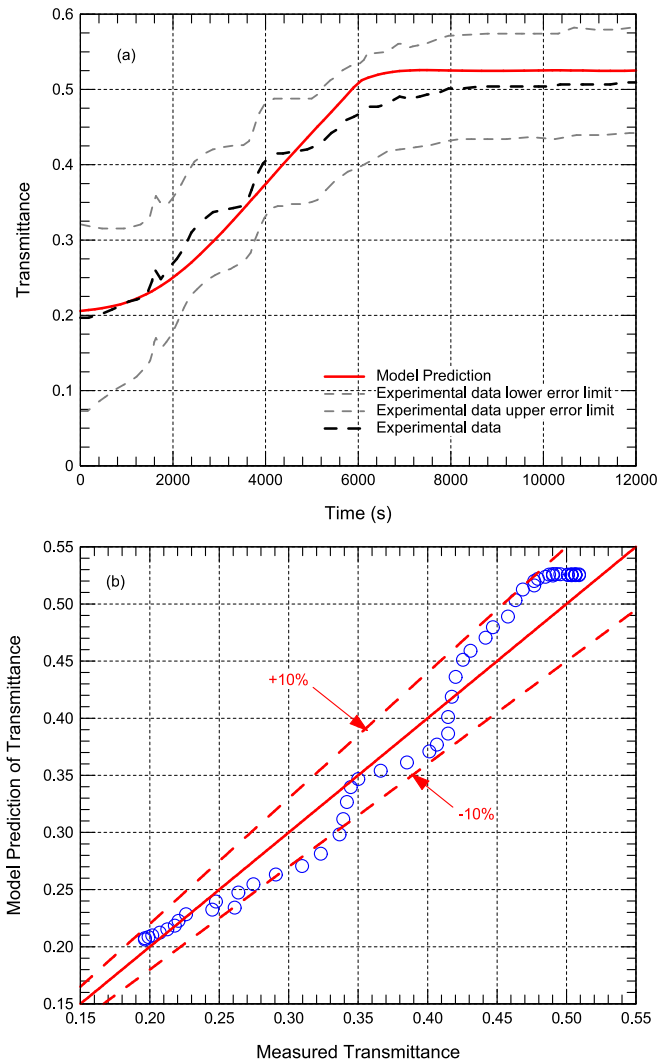 0.6
(a)
0.5
0.4
0.3
0.2
0.1
0
Transmittance
Model Prediction
Experimental data lower error limit
Experimental data upper error limit
Experimental data
0 2000 4000 6000 8000 10000 12000
Time (s)
0.55
(b)
0.50
0.45
0.40
0.35
0.30
0.25
0.20
0.15
Model Prediction of Transmittance
+10%
-10%
0.15 0.20 0.25 0.30 0.35 0.40 0.45 0.50 0.55
Measured Transmittance